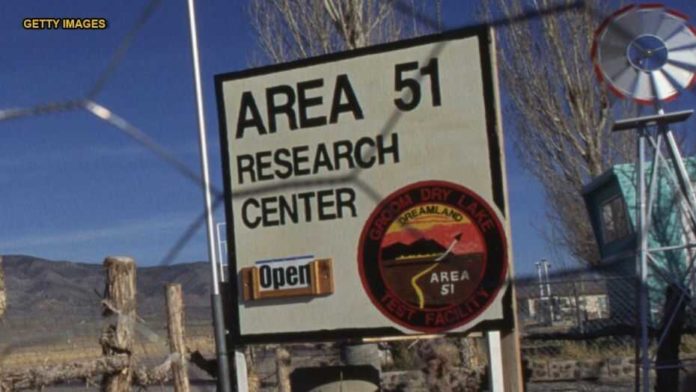 GETTY IMAGES
AREA 51
RESEARCH
CENTER
Open
GROOM DRY LAKE
DREAMLAND
AREA
51
TEST FACILITY